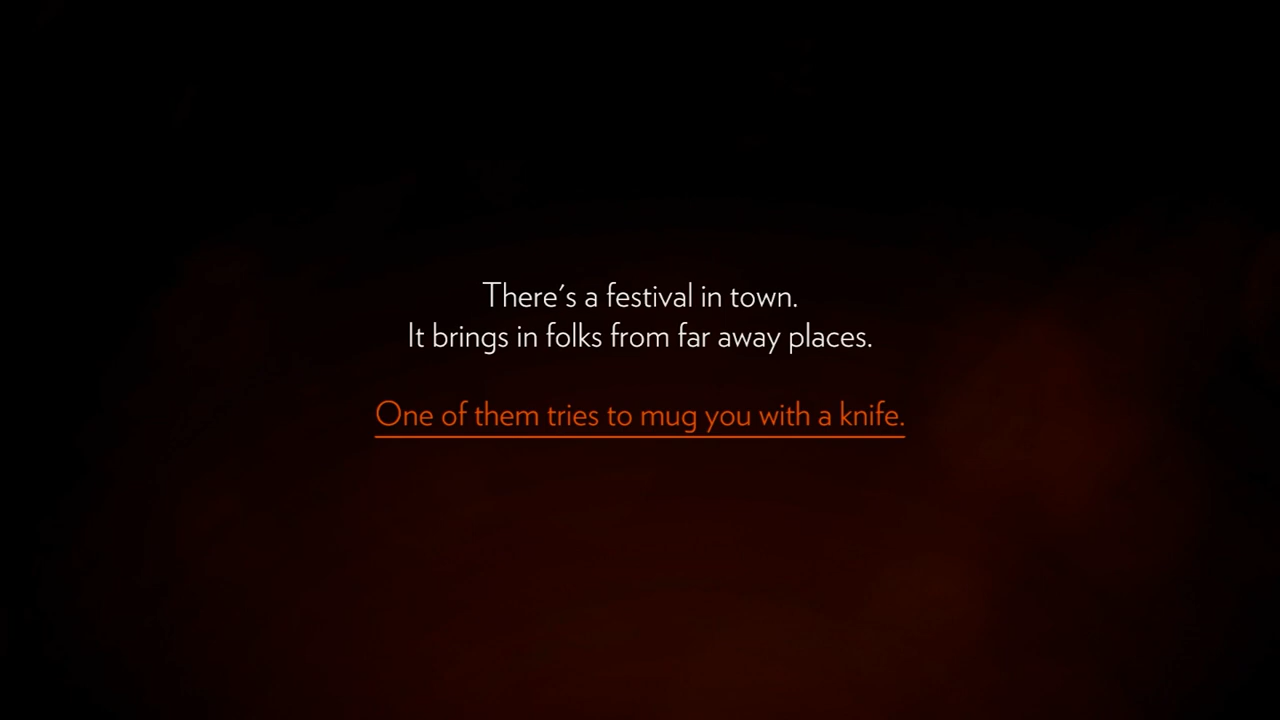 There's a festival in town.
It brings in folks from far away places.
One of them tries to mug you with a knife.